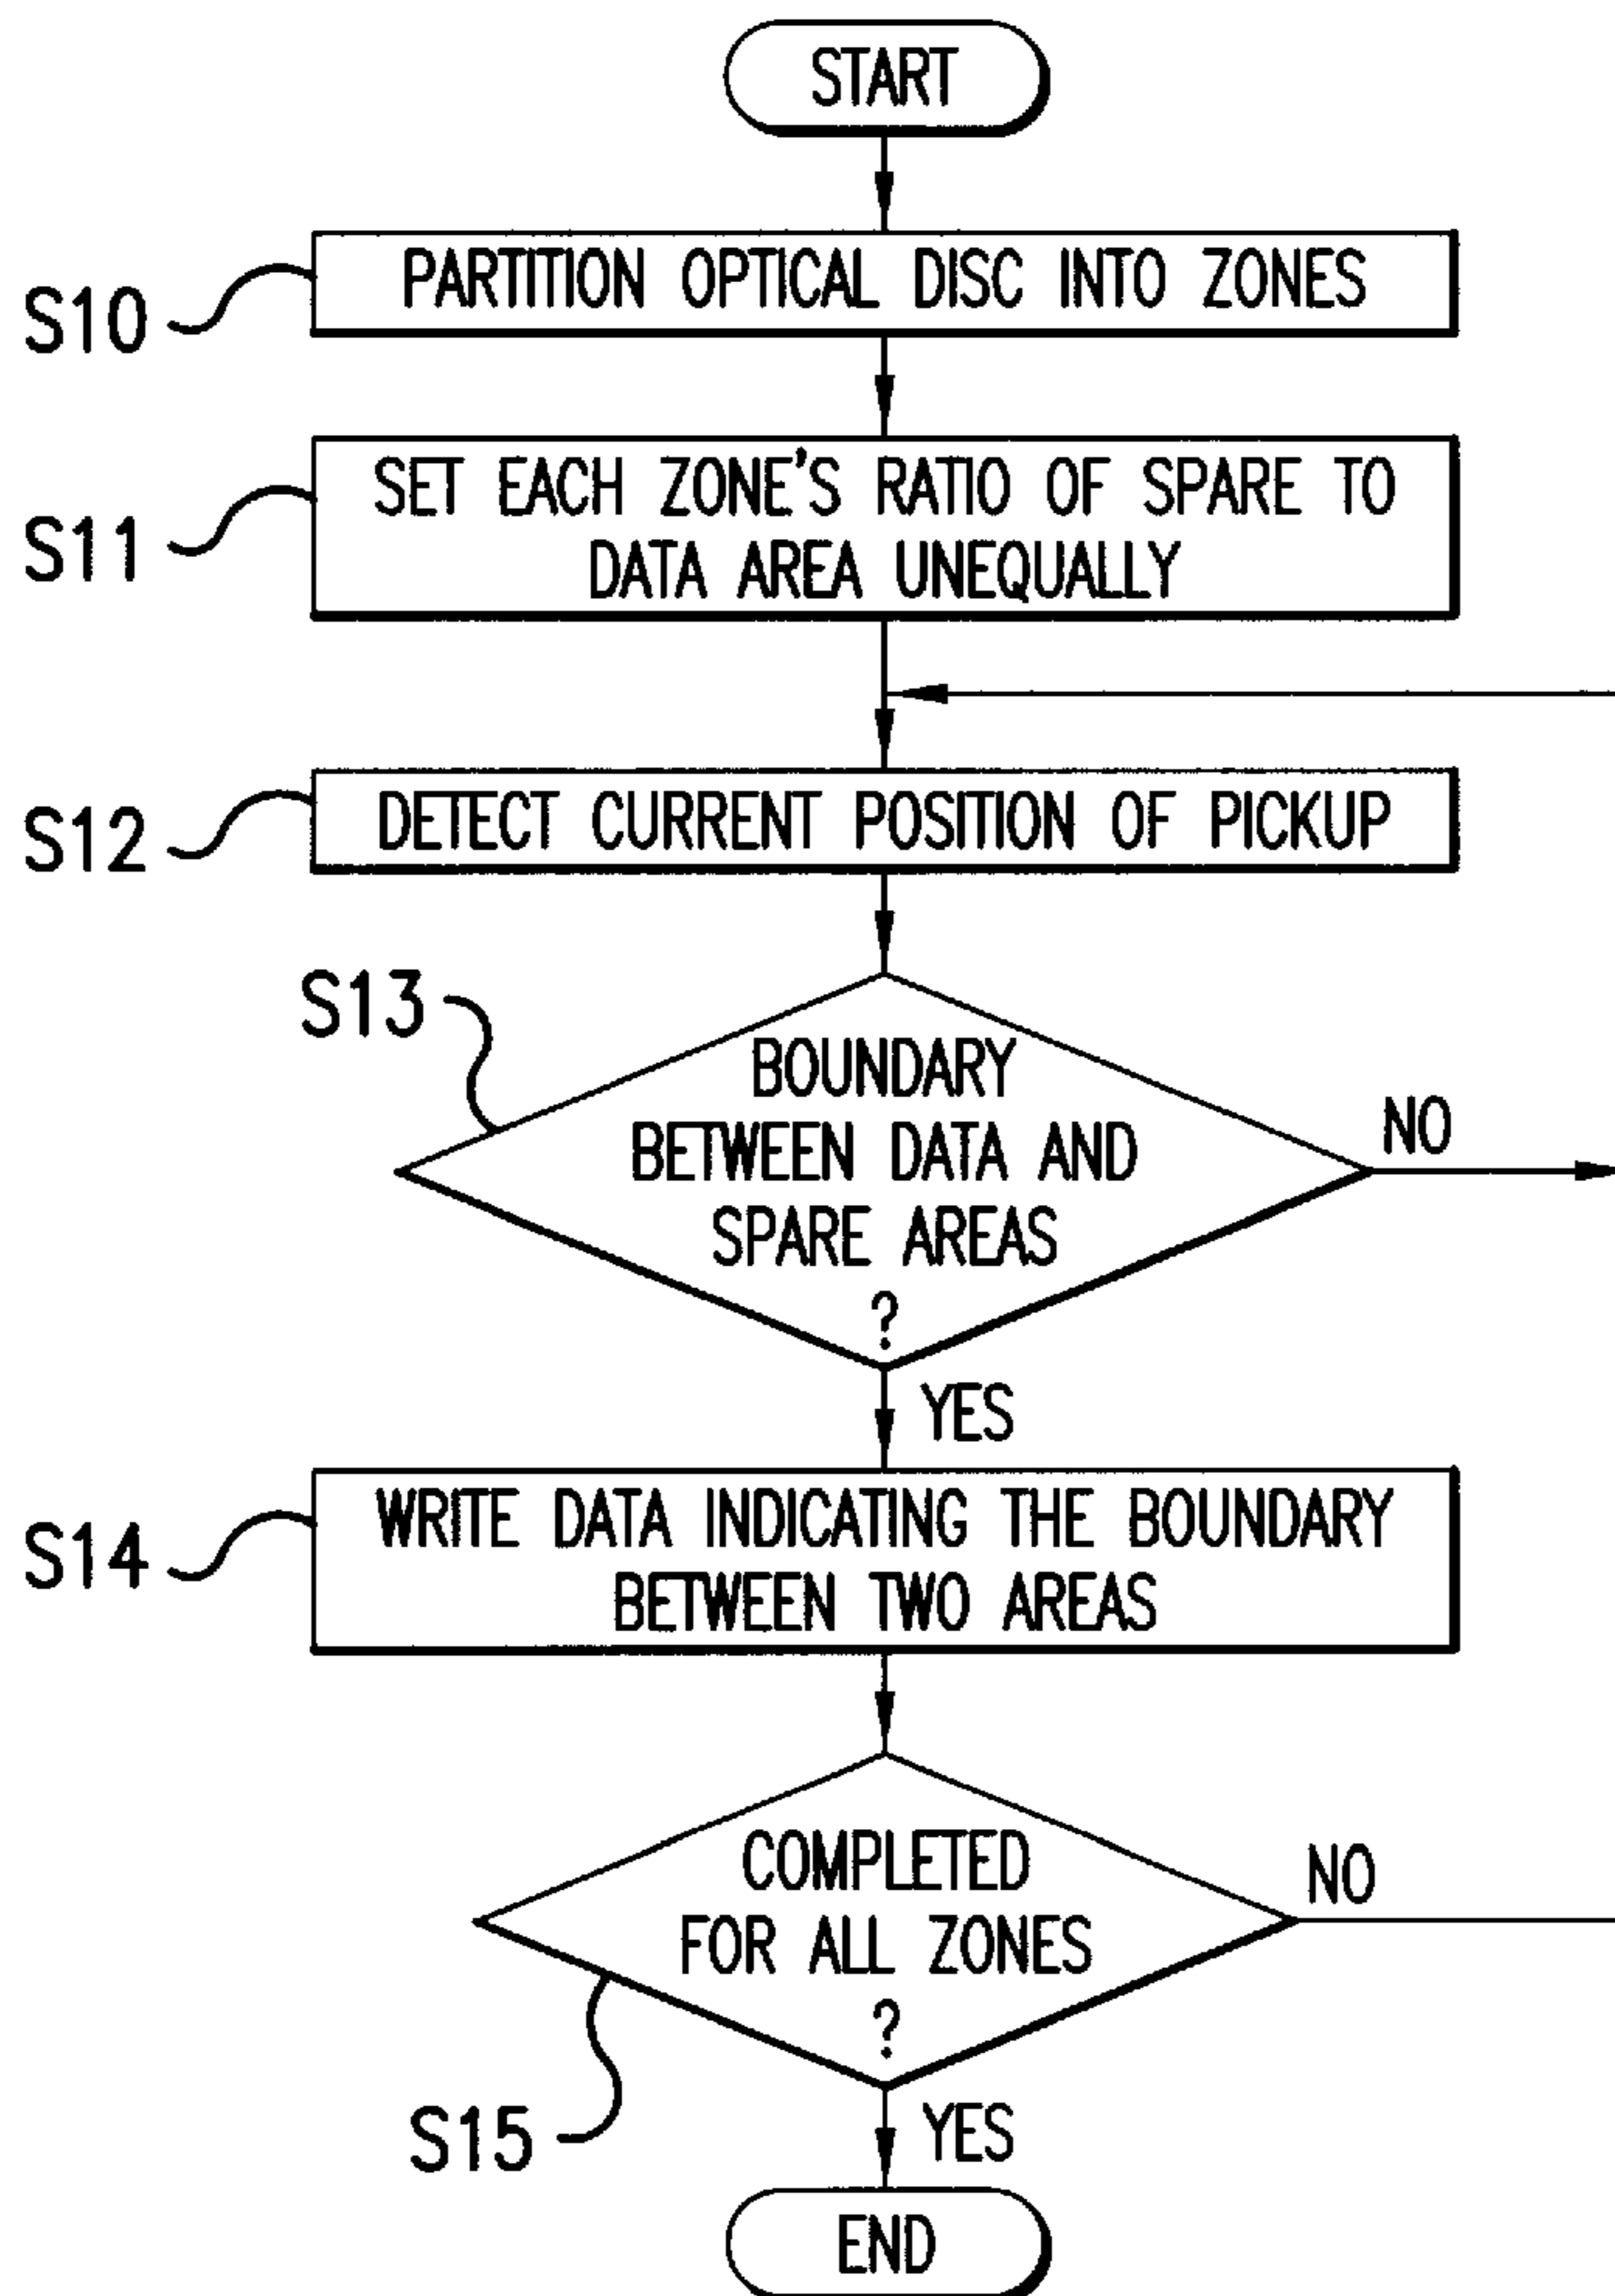 START
S10
PARTITION OPTICAL DISC INTO ZONES
S11
SET EACH ZONE'S RATIO OF SPARE TO
DATA AREA UNEQUALLY
S12
DETECT CURRENT POSITION OF PICKUP
S13
BOUNDARY
BETWEEN DATA AND
SPARE AREAS
?
NO
YES
S14
WRITE DATA INDICATING THE BOUNDARY
BETWEEN TWO AREAS
COMPLETED
FOR ALL ZONES
?
NO
S15
YES
END